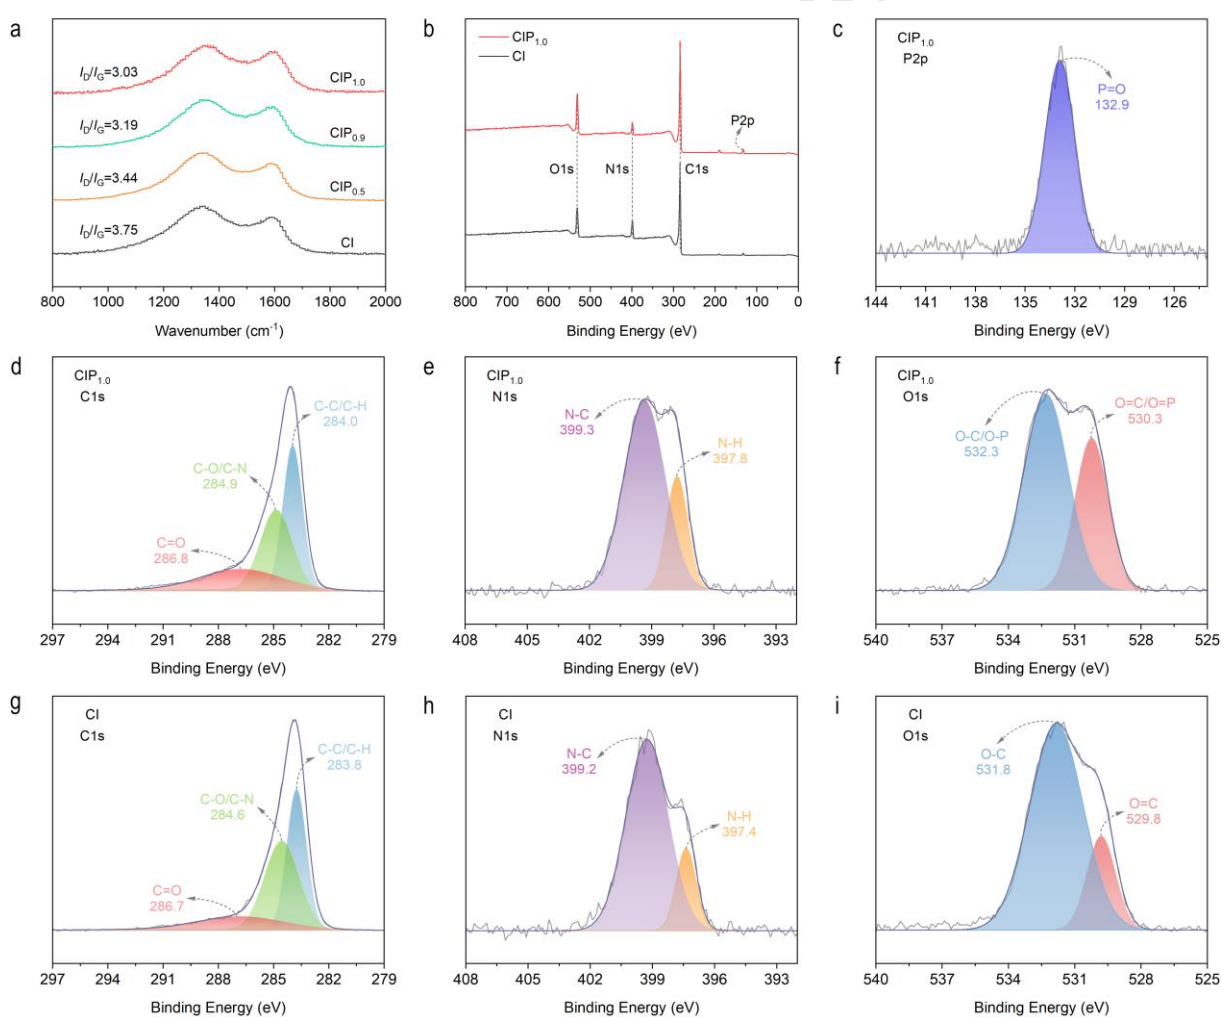 a
I_D/I_G=3.03
CIP1.0
I_D/I_G=3.19
CIP0.9
I_D/I_G=3.44
CIP0.5
I_D/I_G=3.75
CI
800 1000 1200 1400 1600 1800 2000
Wavenumber (cm-1)
b
CIP1.0
CI
P2p
O1s N1s C1s
800 700 600 500 400 300 200 100 0
Binding Energy (eV)
c
CIP1.0
P2p
P=O
132.9
144 141 138 135 132 129 126
Binding Energy (eV)
d
CIP1.0
C1s
C-C/C-H
284.0
C-O/C-N
284.9
C=O
286.8
297 294 291 288 285 282 279
Binding Energy (eV)
e
CIP1.0
N1s
N-C
399.3
N-H
397.8
408 405 402 399 396 393
Binding Energy (eV)
f
CIP1.0
O1s
O=C/O=P
530.3
O-C/O-P
532.3
540 537 534 531 528 525
Binding Energy (eV)
g
CI
C1s
C-C/C-H
283.8
C-O/C-N
284.6
C=O
286.7
297 294 291 288 285 282 279
Binding Energy (eV)
h
CI
N1s
N-C
399.2
N-H
397.4
408 405 402 399 396 393
Binding Energy (eV)
i
CI
O1s
O-C
531.8
O=C
529.8
540 537 534 531 528 525
Binding Energy (eV)